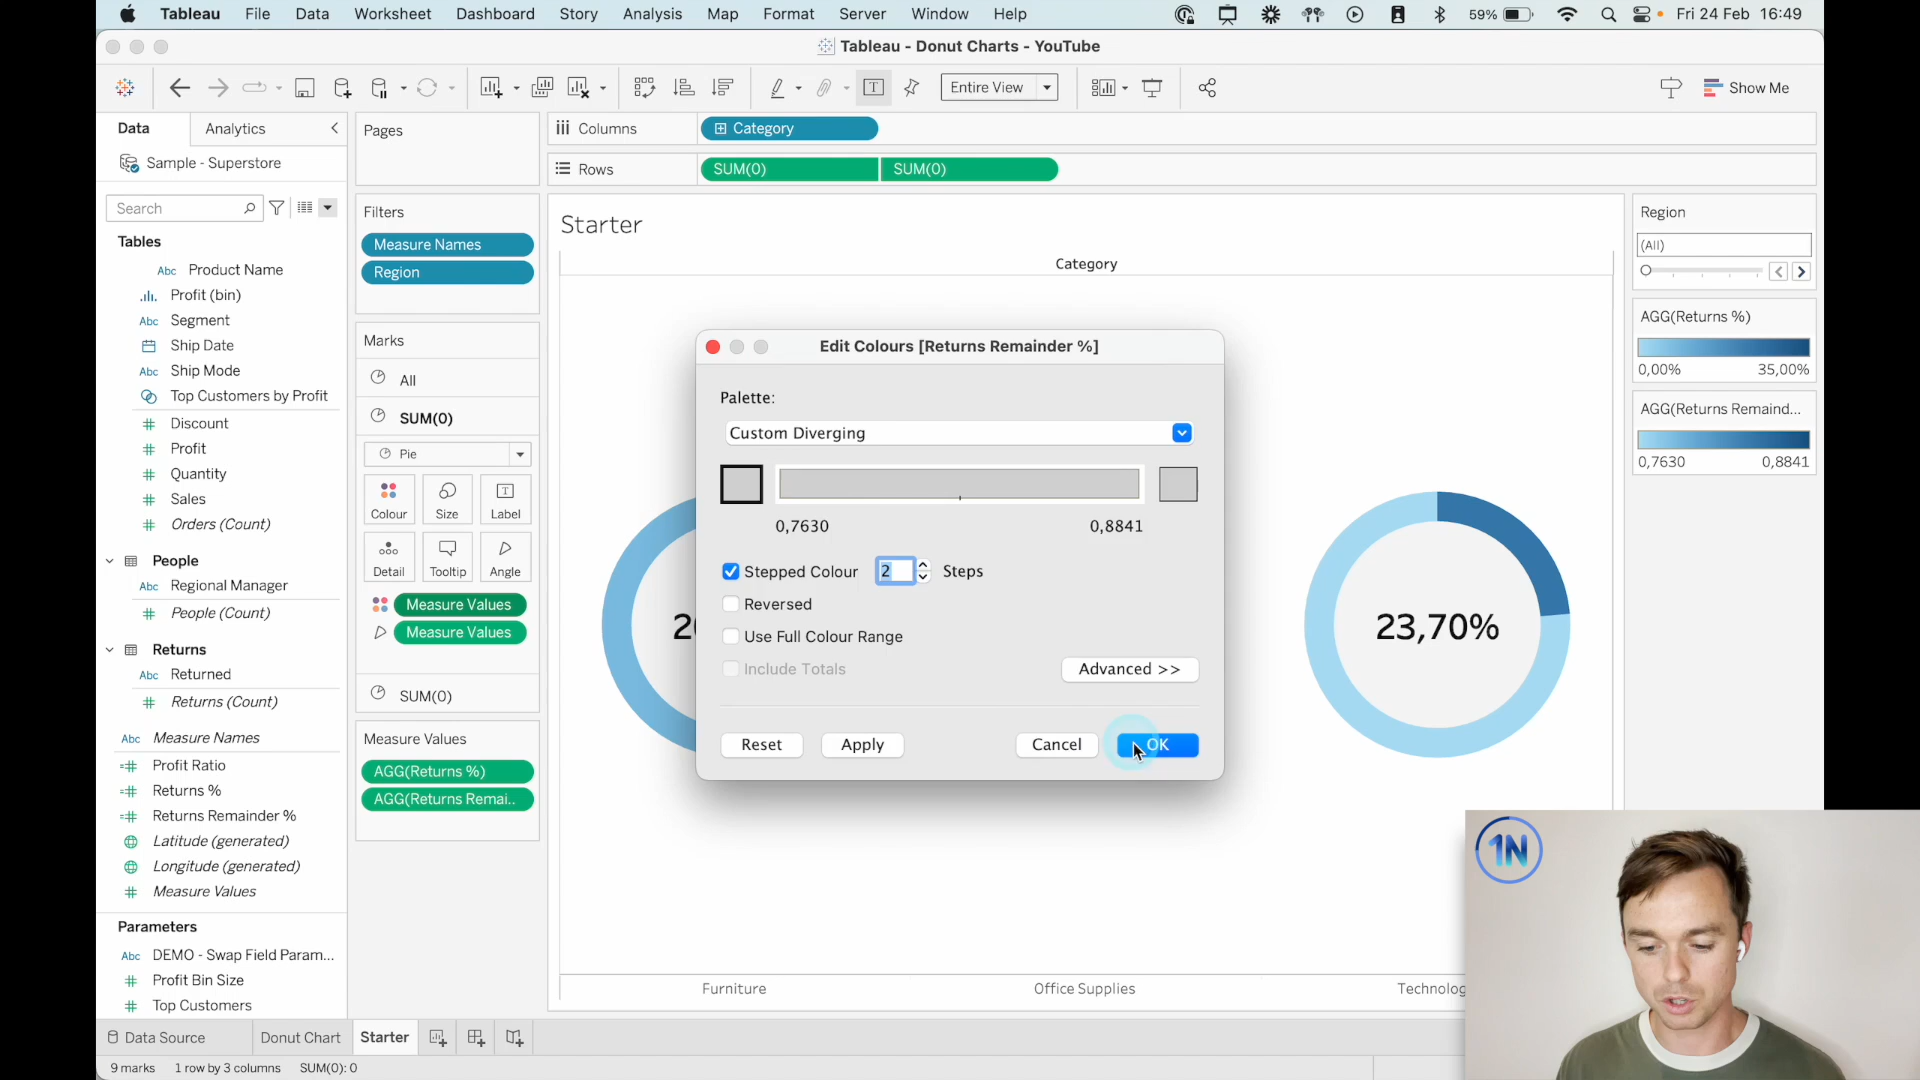 Tableau File Data Worksheet Dashboard Story Analysis Map Format Server Window Help 59% Fri 24 Feb 16:49
Tableau - Donut Charts - YouTube
Entire View Show Me
Data Analytics
Sample - Superstore
Search
Tables
Abc Product Name
Profit (bin)
Abc Segment
Ship Date
Abc Ship Mode
Top Customers by Profit
Discount
Profit
Quantity
Sales
Orders (Count)
People
Abc Regional Manager
People (Count)
Returns
Abc Returned
Returns (Count)
Abc Measure Names
Profit Ratio
Returns %
Returns Remainder %
Latitude (generated)
Longitude (generated)
Measure Values
Parameters
Abc DEMO - Swap Field Param...
Profit Bin Size
Top Customers
Pages
Filters
Measure Names
Region
Marks
All
SUM(0)
Pie
Colour Size Label
Detail Tooltip Angle
Measure Values
Measure Values
SUM(0)
Measure Values
AGG(Returns %)
AGG(Returns Remai..
Columns Category
Rows SUM(0) SUM(0)
Starter
Category
Edit Colours [Returns Remainder %]
Palette:
Custom Diverging
0,7630 0,8841
Stepped Colour 2 Steps
Reversed
Use Full Colour Range
Include Totals Advanced >>
Reset Apply Cancel OK
23,70%
Furniture Office Supplies
Region
(All)
AGG(Returns %)
0,00% 35,00%
AGG(Returns Remaind...
0,7630 0,8841
1N
Data Source Donut Chart Starter
9 marks 1 row by 3 columns SUM(0): 0